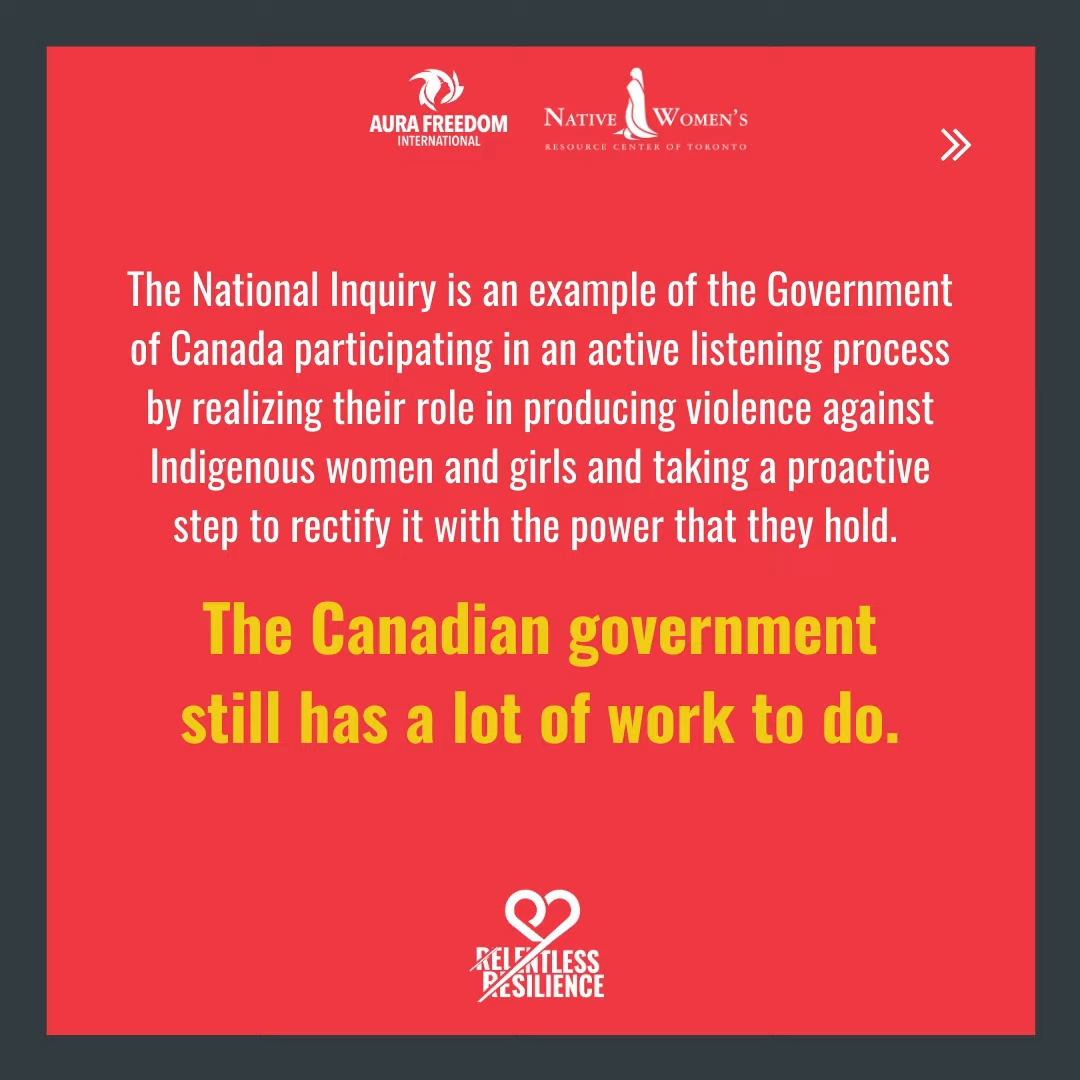 AURA FREEDOM
INTERNATIONAL
NATIVE WOMEN'S
RESOURCE CENTER OF TORONTO
The National Inquiry is an example of the Government
of Canada participating in an active listening process
by realizing their role in producing violence against
Indigenous women and girls and taking a proactive
step to rectify it with the power that they hold.
The Canadian government
still has a lot of work to do.
RELENTLESS
RESILIENCE